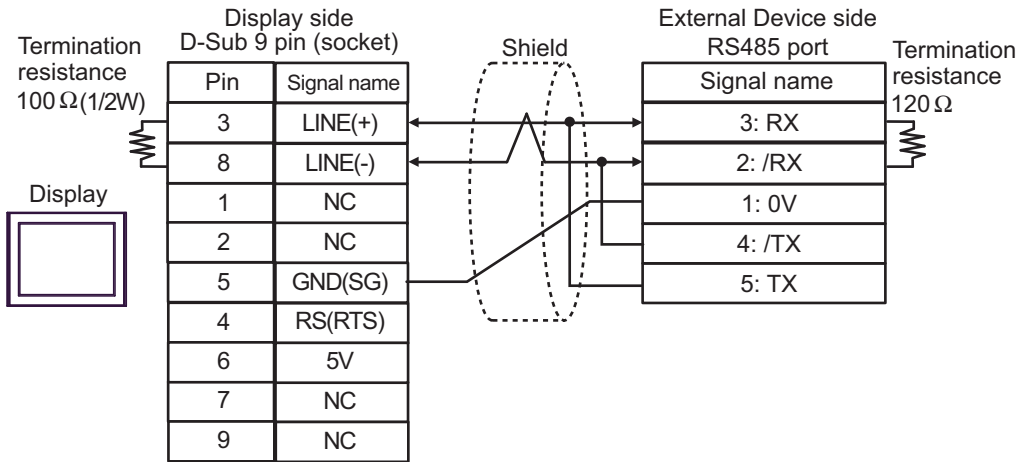 Display side
D-Sub 9 pin (socket)
External Device side
RS485 port
Termination
resistance
100 Ω(1/2W)
Shield
Termination
resistance
120 Ω
Pin Signal name
Signal name
3 LINE(+)
3: RX
8 LINE(-)
2: /RX
Display
1 NC
1: 0V
2 NC
4: /TX
5 GND(SG)
5: TX
4 RS(RTS)
6 5V
7 NC
9 NC